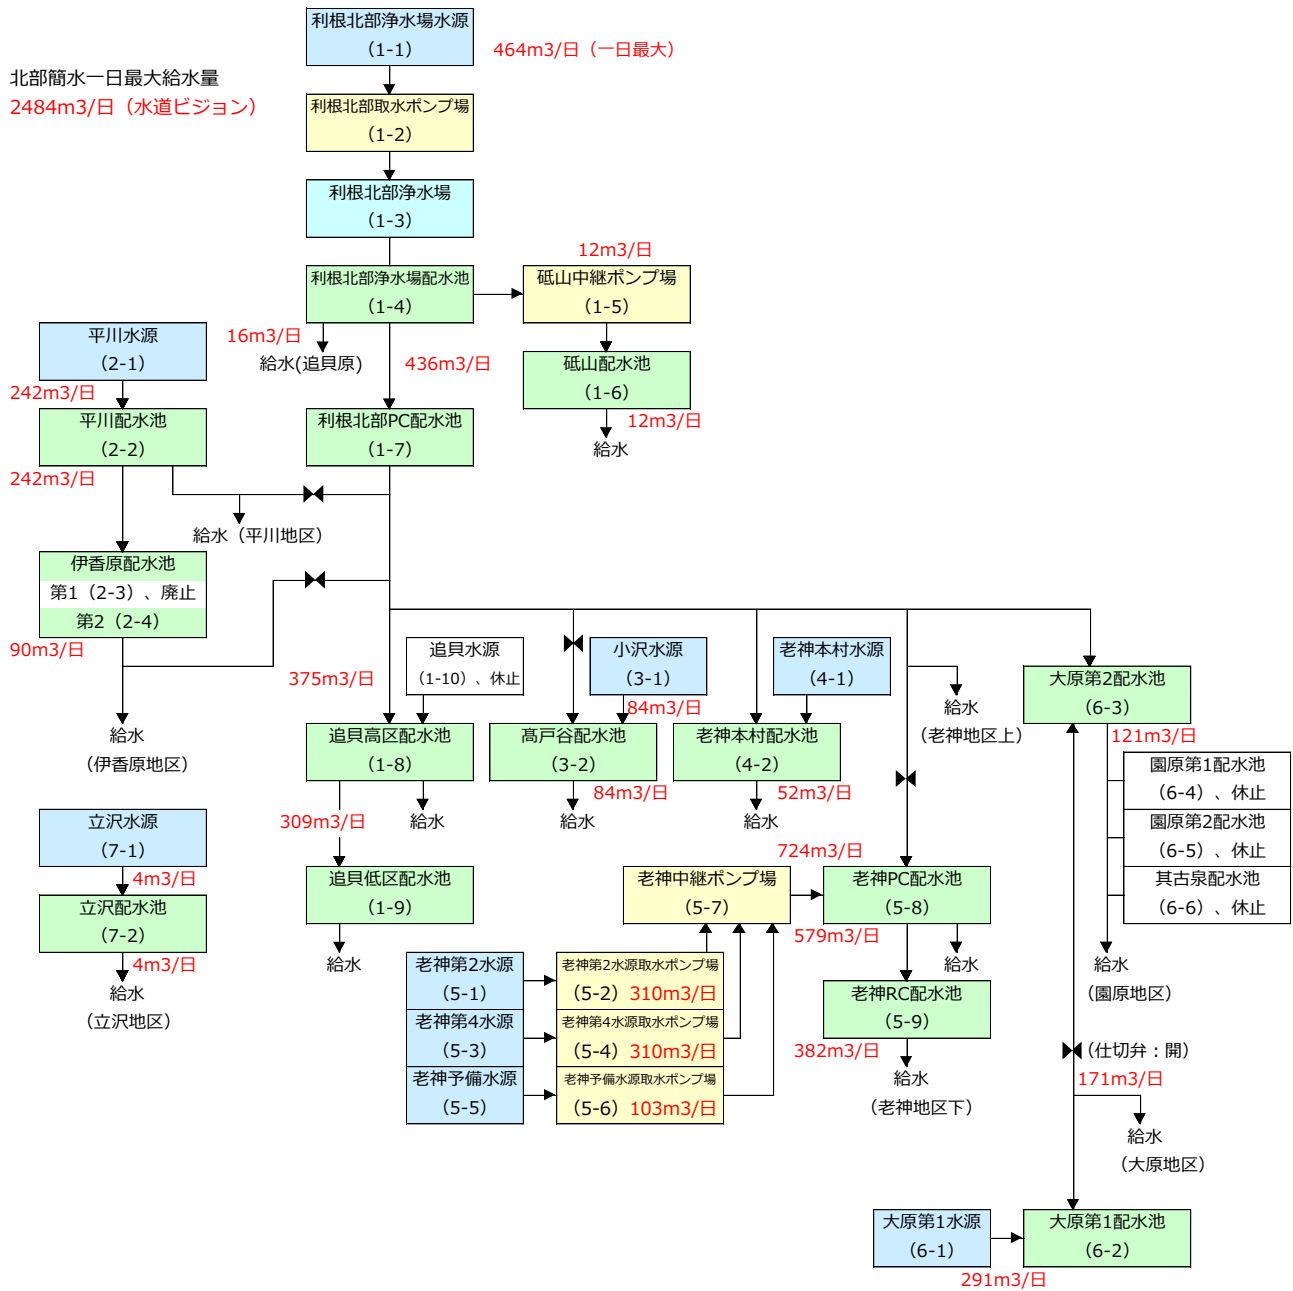 利根北部浄水場水源
(1-1)
464m3/日（一日最大）
北部簡水一日最大給水量
2484m3/日（水道ビジョン）
利根北部取水ポンプ場
(1-2)
利根北部浄水場
(1-3)
利根北部浄水場配水池
(1-4)
12m3/日
砥山中継ポンプ場
(1-5)
16m3/日
給水(追貝原)
436m3/日
砥山配水池
(1-6)
12m3/日
給水
平川水源
(2-1)
242m3/日
平川配水池
(2-2)
242m3/日
利根北部PC配水池
(1-7)
給水（平川地区）
伊香原配水池
第1（2-3）、廃止
第2（2-4）
90m3/日
給水
（伊香原地区）
375m3/日
追貝水源
（1-10）、休止
小沢水源
(3-1)
84m3/日
老神本村水源
(4-1)
追貝高区配水池
(1-8)
髙戸谷配水池
(3-2)
84m3/日
老神本村配水池
(4-2)
52m3/日
給水
（老神地区上）
大原第2配水池
(6-3)
121m3/日
園原第1配水池
（6-4）、休止
園原第2配水池
（6-5）、休止
其古泉配水池
（6-6）、休止
309m3/日
給水
給水
給水
立沢水源
(7-1)
4m3/日
立沢配水池
(7-2)
4m3/日
給水
（立沢地区）
追貝低区配水池
(1-9)
給水
724m3/日
老神中継ポンプ場
(5-7)
老神PC配水池
(5-8)
579m3/日
給水
給水
（園原地区）
老神第2水源
(5-1)
老神第2水源取水ポンプ場
(5-2) 310m3/日
老神第4水源
(5-3)
老神第4水源取水ポンプ場
(5-4) 310m3/日
老神予備水源
(5-5)
老神予備水源取水ポンプ場
(5-6) 103m3/日
老神RC配水池
(5-9)
382m3/日
給水
（老神地区下）
（仕切弁：開）
171m3/日
給水
（大原地区）
大原第1水源
(6-1)
291m3/日
大原第1配水池
(6-2)